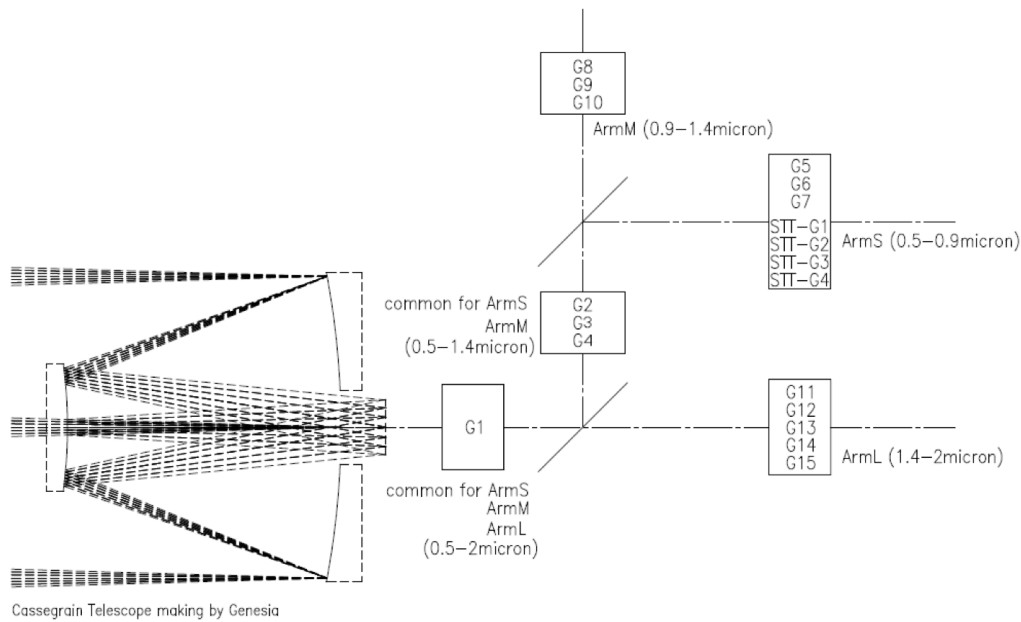 G8
G9
G10
ArmM (0.9-1.4micron)
G5
G6
G7
STT-G1
STT-G2
STT-G3
STT-G4
ArmS (0.5-0.9micron)
common for ArmS
ArmM
(0.5-1.4micron)
G2
G3
G4
G1
common for ArmS
ArmM
ArmL
(0.5-2micron)
G11
G12
G13
G14
G15
ArmL (1.4-2micron)
Cassegrain Telescope making by Genesia